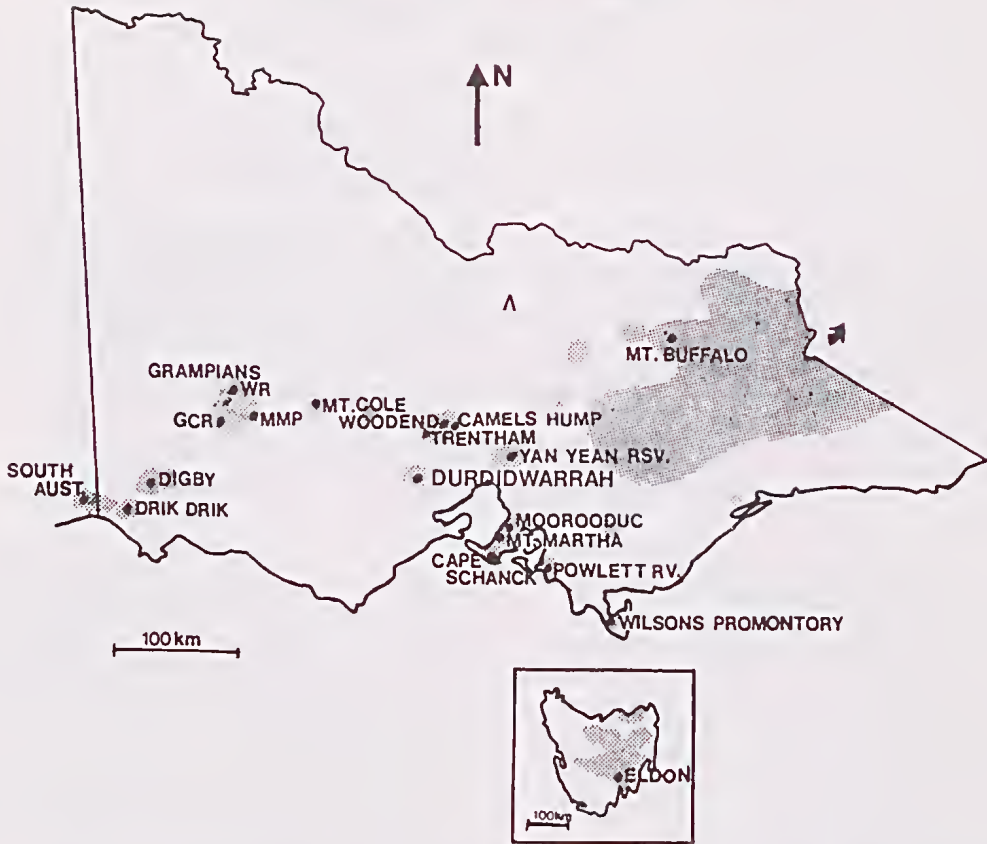 N
Λ
MT. BUFFALO
GRAMPIANS
WR
GCR
MMP
MT. COLE
WOODEND
CAMELS HUMP
TRENTHAM
YAN YEAN RSV.
DURDIDWARRAH
SOUTH
AUST.
DIGBY
DRIK DRIK
MOOROODUC
MT. MARTHA
CAPE
SCHANCK
POWLETT RV.
WILSONS PROMONTORY
100 km
ELDON
100km